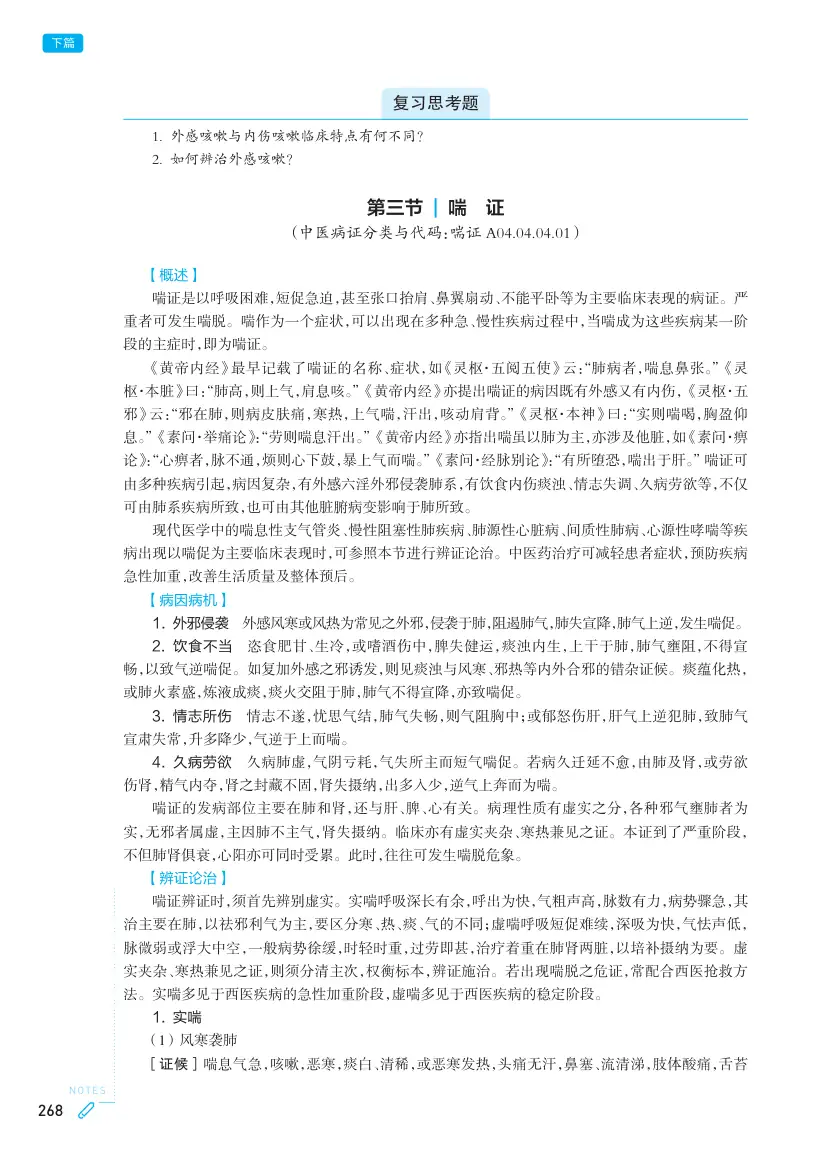 下篇
复习思考题
1. 外感咳嗽与内伤咳嗽临床特点有何不同?
2. 如何辨治外感咳嗽?
第三节 | 喘 证
（中医病证分类与代码：喘证 A04.04.04.01）
【概述】
喘证是以呼吸困难，短促急迫，甚至张口抬肩、鼻翼扇动、不能平卧等为主要临床表现的病证。严
重者可发生喘脱。喘作为一个症状，可以出现在多种急、慢性疾病过程中，当喘成为这些疾病某一阶
段的主症时，即为喘证。
《黄帝内经》最早记载了喘证的名称、症状，如《灵枢·五阅五使》云：“肺病者，喘息鼻张。”《灵
枢·本脏》曰：“肺高，则上气，肩息咳。”《黄帝内经》亦提出喘证的病因既有外感又有内伤，《灵枢·五
邪》云：“邪在肺，则病皮肤痛，寒热，上气喘，汗出，咳动肩背。”《灵枢·本神》曰：“实则喘喝，胸盈仰
息。”《素问·举痛论》：“劳则喘息汗出。”《黄帝内经》亦指出喘虽以肺为主，亦涉及他脏，如《素问·痹
论》：“心痹者，脉不通，烦则心下鼓，暴上气而喘。”《素问·经脉别论》：“有所堕恐，喘出于肝。”喘证可
由多种疾病引起，病因复杂，有外感六淫外邪侵袭肺系，有饮食内伤痰浊、情志失调、久病劳欲等，不仅
可由肺系疾病所致，也可由其他脏腑病变影响于肺所致。
现代医学中的喘息性支气管炎、慢性阻塞性肺疾病、肺源性心脏病、间质性肺病、心源性哮喘等疾
病出现以喘促为主要临床表现时，可参照本节进行辨证论治。中医药治疗可减轻患者症状，预防疾病
急性加重，改善生活质量及整体预后。
【病因病机】
1. 外邪侵袭 外感风寒或风热为常见之外邪，侵袭于肺，阻遏肺气，肺失宣降，肺气上逆，发生喘促。
2. 饮食不当 恣食肥甘、生冷，或嗜酒伤中，脾失健运，痰浊内生，上干于肺，肺气壅阻，不得宣
畅，以致气逆喘促。如复加外感之邪诱发，则见痰浊与风寒、邪热等内外合邪的错杂证候。痰蕴化热，
或肺火素盛，炼液成痰，痰火交阻于肺，肺气不得宣降，亦致喘促。
3. 情志所伤 情志不遂，忧思气结，肺气失畅，则气阻胸中；或郁怒伤肝，肝气上逆犯肺，致肺气
宣肃失常，升多降少，气逆于上而喘。
4. 久病劳欲 久病肺虚，气阴亏耗，气失所主而短气喘促。若病久迁延不愈，由肺及肾，或劳欲
伤肾，精气内夺，肾之封藏不固，肾失摄纳，出多入少，逆气上奔而为喘。
喘证的发病部位主要在肺和肾，还与肝、脾、心有关。病理性质有虚实之分，各种邪气壅肺者为
实，无邪者属虚，主因肺不主气，肾失摄纳。临床亦有虚实夹杂、寒热兼见之证。本证到了严重阶段，
不但肺肾俱衰，心阳亦可同时受累。此时，往往可发生喘脱危象。
【辨证论治】
喘证辨证时，须首先辨别虚实。实喘呼吸深长有余，呼出为快，气粗声高，脉数有力，病势骤急，其
治主要在肺，以祛邪利气为主，要区分寒、热、痰、气的不同；虚喘呼吸短促难续，深吸为快，气怯声低，
脉微弱或浮大中空，一般病势徐缓，时轻时重，过劳即甚，治疗着重在肺肾两脏，以培补摄纳为要。虚
实夹杂、寒热兼见之证，则须分清主次，权衡标本，辨证施治。若出现喘脱之危证，常配合西医抢救方
法。实喘多见于西医疾病的急性加重阶段，虚喘多见于西医疾病的稳定阶段。
1. 实喘
（1）风寒袭肺
［证候］喘息气急，咳嗽，恶寒，痰白、清稀，或恶寒发热，头痛无汗，鼻塞、流清涕，肢体酸痛，舌苔
NOTES
268